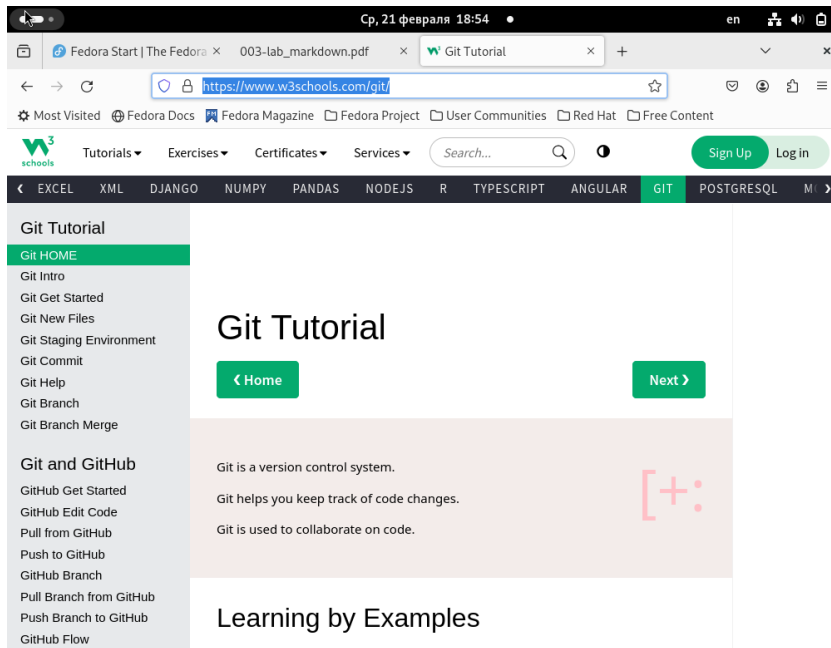 Ср, 21 февраля 18:54 en
Fedora Start | The Fedora × 003-lab_markdown.pdf × Git Tutorial × +
https://www.w3schools.com/git/
Most Visited Fedora Docs Fedora Magazine Fedora Project User Communities Red Hat Free Content
W3 schools Tutorials Exercises Certificates Services Search... Sign Up Log in
❮ EXCEL XML DJANGO NUMPY PANDAS NODEJS R TYPESCRIPT ANGULAR GIT POSTGRESQL ❯
Git Tutorial
Git HOME
Git Intro
Git Get Started
Git New Files
Git Staging Environment
Git Commit
Git Help
Git Branch
Git Branch Merge
Git and GitHub
GitHub Get Started
GitHub Edit Code
Pull from GitHub
Push to GitHub
GitHub Branch
Pull Branch from GitHub
Push Branch to GitHub
GitHub Flow
Git Tutorial
❮ Home Next ❯
Git is a version control system.
Git helps you keep track of code changes.
Git is used to collaborate on code.
[+:
Learning by Examples